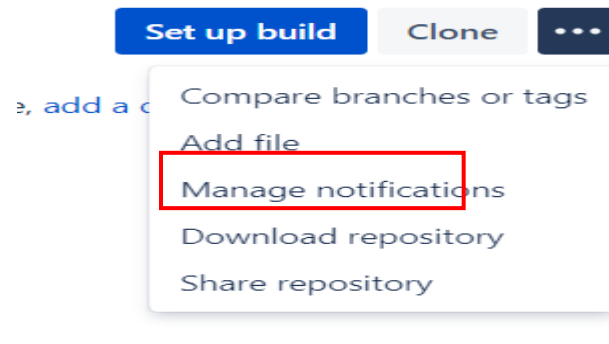 Set up build Clone •••
e, add a c
Compare branches or tags
Add file
Manage notifications
Download repository
Share repository